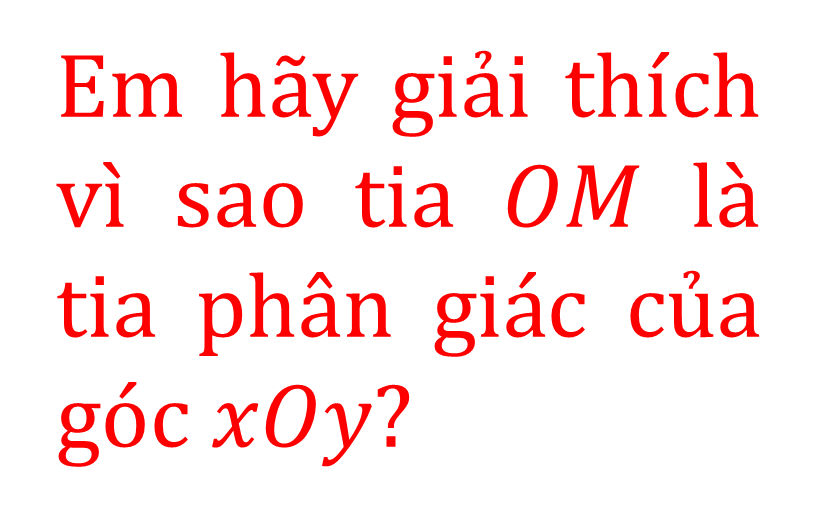 Em hãy giải thích
vì sao tia OM là
tia phân giác của
góc xOy?